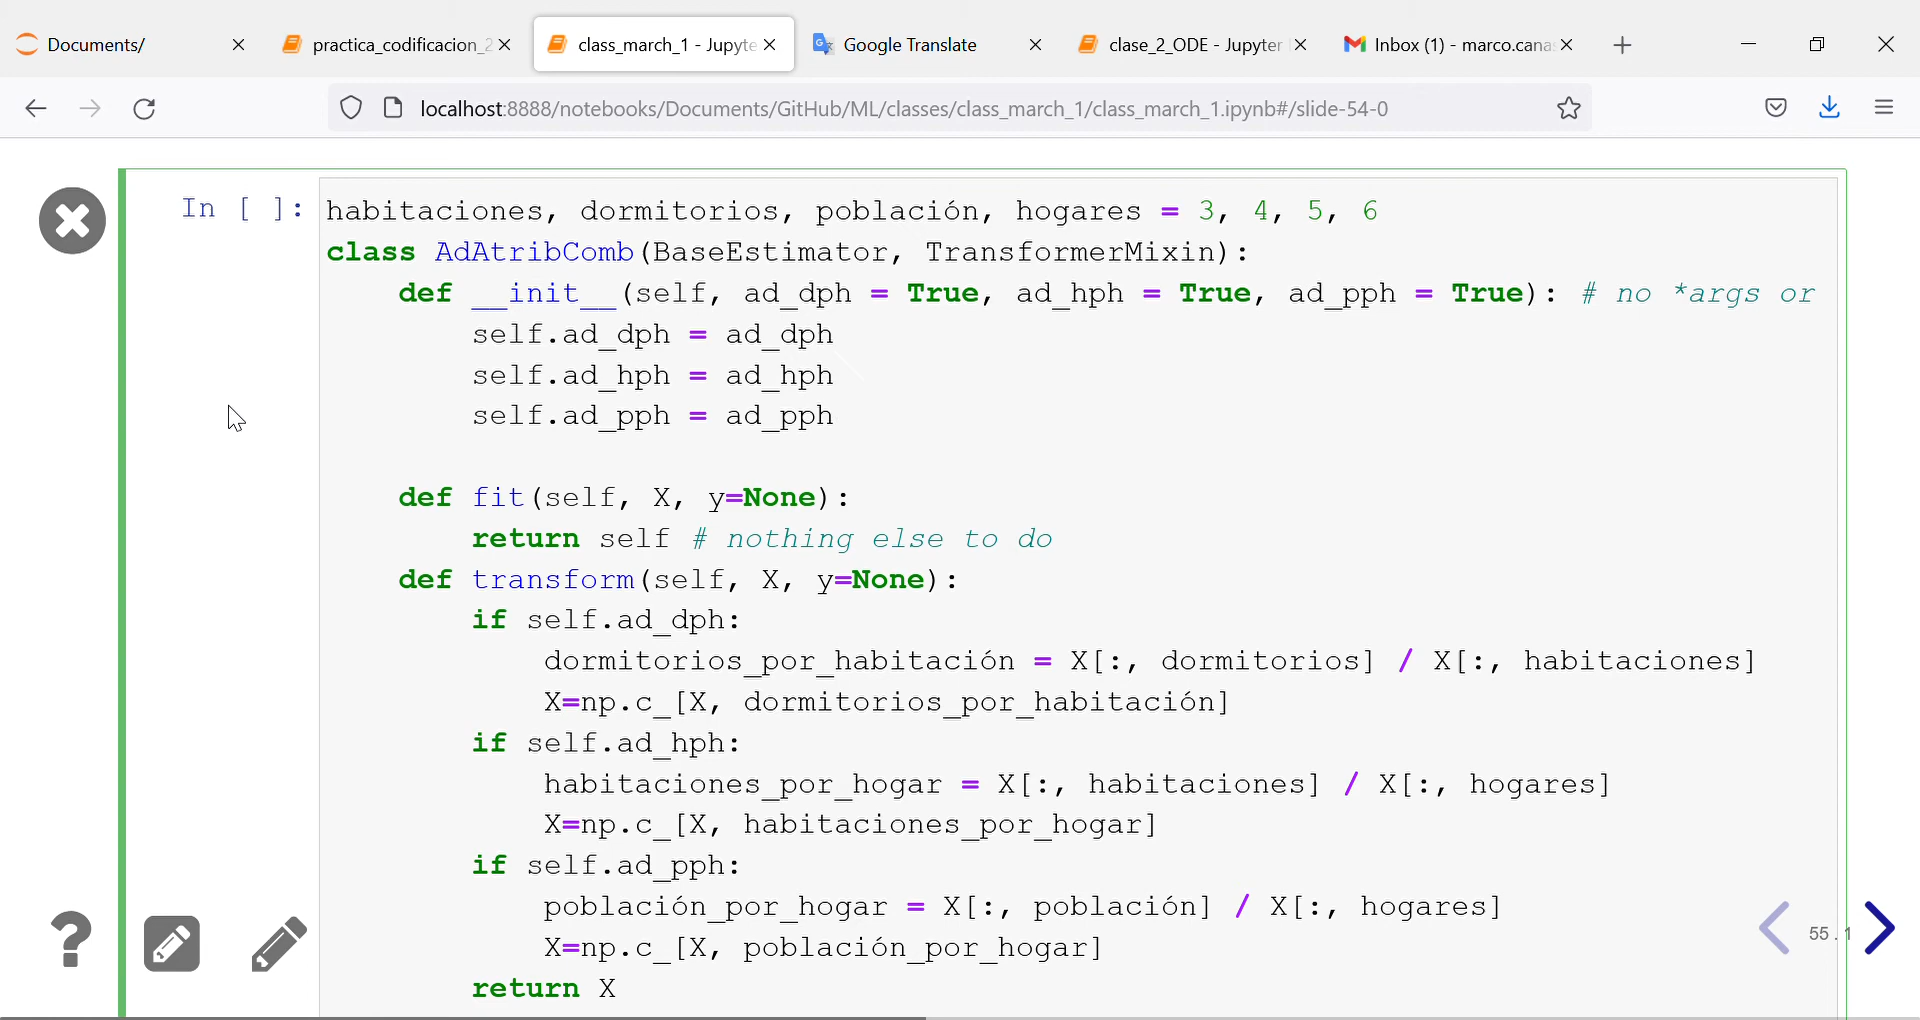 Documents/
practica_codificacion_2
class_march_1 - Jupyte
Google Translate
clase_2_ODE - Jupyter
Inbox (1) - marco.cana
localhost:8888/notebooks/Documents/GitHub/ML/classes/class_march_1/class_march_1.ipynb#/slide-54-0
In [ ]:
habitaciones, dormitorios, población, hogares = 3, 4, 5, 6
class AdAtribComb(BaseEstimator, TransformerMixin):
    def __init__(self, ad_dph = True, ad_hph = True, ad_pph = True): # no *args or
        self.ad_dph = ad_dph
        self.ad_hph = ad_hph
        self.ad_pph = ad_pph
    def fit(self, X, y=None):
        return self # nothing else to do
    def transform(self, X, y=None):
        if self.ad_dph:
            dormitorios_por_habitación = X[:, dormitorios] / X[:, habitaciones]
            X=np.c_[X, dormitorios_por_habitación]
        if self.ad_hph:
            habitaciones_por_hogar = X[:, habitaciones] / X[:, hogares]
            X=np.c_[X, habitaciones_por_hogar]
        if self.ad_pph:
            población_por_hogar = X[:, población] / X[:, hogares]
            X=np.c_[X, población_por_hogar]
        return X
55.1